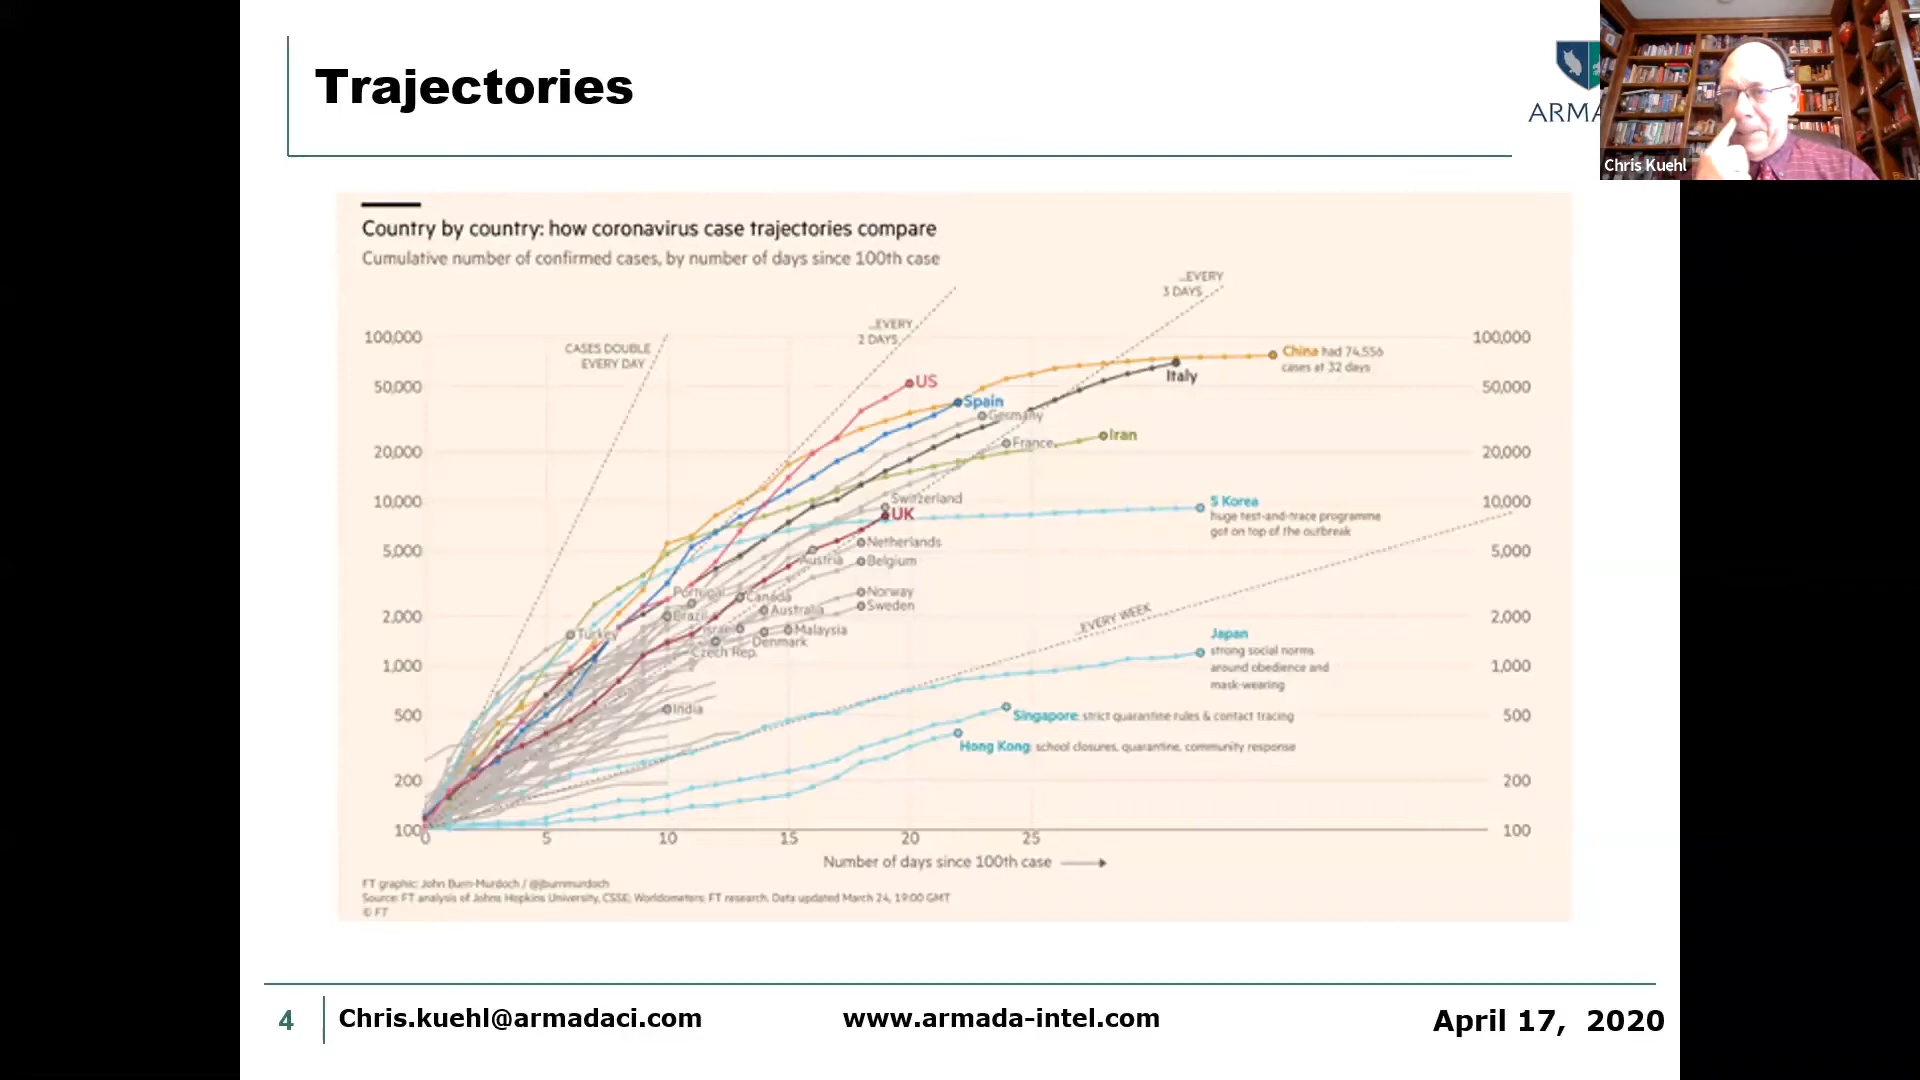 Trajectories
ARMA
Chris Kuehl
Country by country: how coronavirus case trajectories compare
Cumulative number of confirmed cases, by number of days since 100th case
...EVERY
3 DAYS
...EVERY
2 DAYS
CASES DOUBLE
EVERY DAY
100,000
50,000
20,000
10,000
5,000
2,000
1,000
500
200
100
100,000
50,000
20,000
10,000
5,000
2,000
1,000
500
200
100
China had 74,556
cases at 32 days
Italy
US
Spain
Germany
France
Iran
Switzerland
UK
S Korea
huge test-and-trace programme
got on top of the outbreak
Netherlands
Austria
Belgium
Portugal
Canada
Norway
Brazil
Australia
Sweden
Turkey
Israel
Malaysia
Denmark
Czech Rep.
...EVERY WEEK
Japan
strong social norms
around obedience and
mask-wearing
India
Singapore: strict quarantine rules & contact tracing
Hong Kong: school closures, quarantine, community response
0 5 10 15 20 25
Number of days since 100th case
FT graphic: John Burn-Murdoch / @jburnmurdoch
Source: FT analysis of Johns Hopkins University, CSSE; Worldometers; FT research. Data updated March 24, 19:00 GMT
© FT
4 Chris.kuehl@armadaci.com www.armada-intel.com April 17, 2020